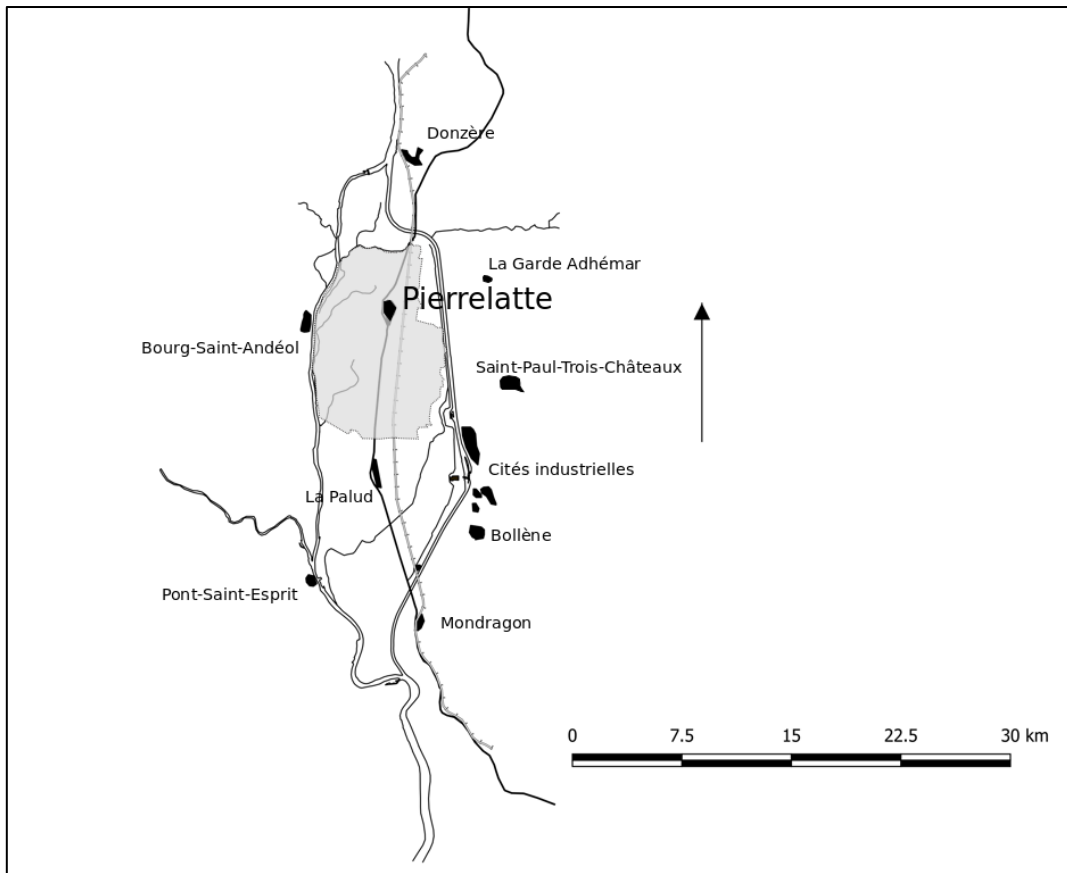 Donzère
La Garde Adhémar
Pierrelatte
Bourg-Saint-Andéol
Saint-Paul-Trois-Châteaux
Cités industrielles
La Palud
Bollène
Pont-Saint-Esprit
Mondragon
0 7.5 15 22.5 30 km